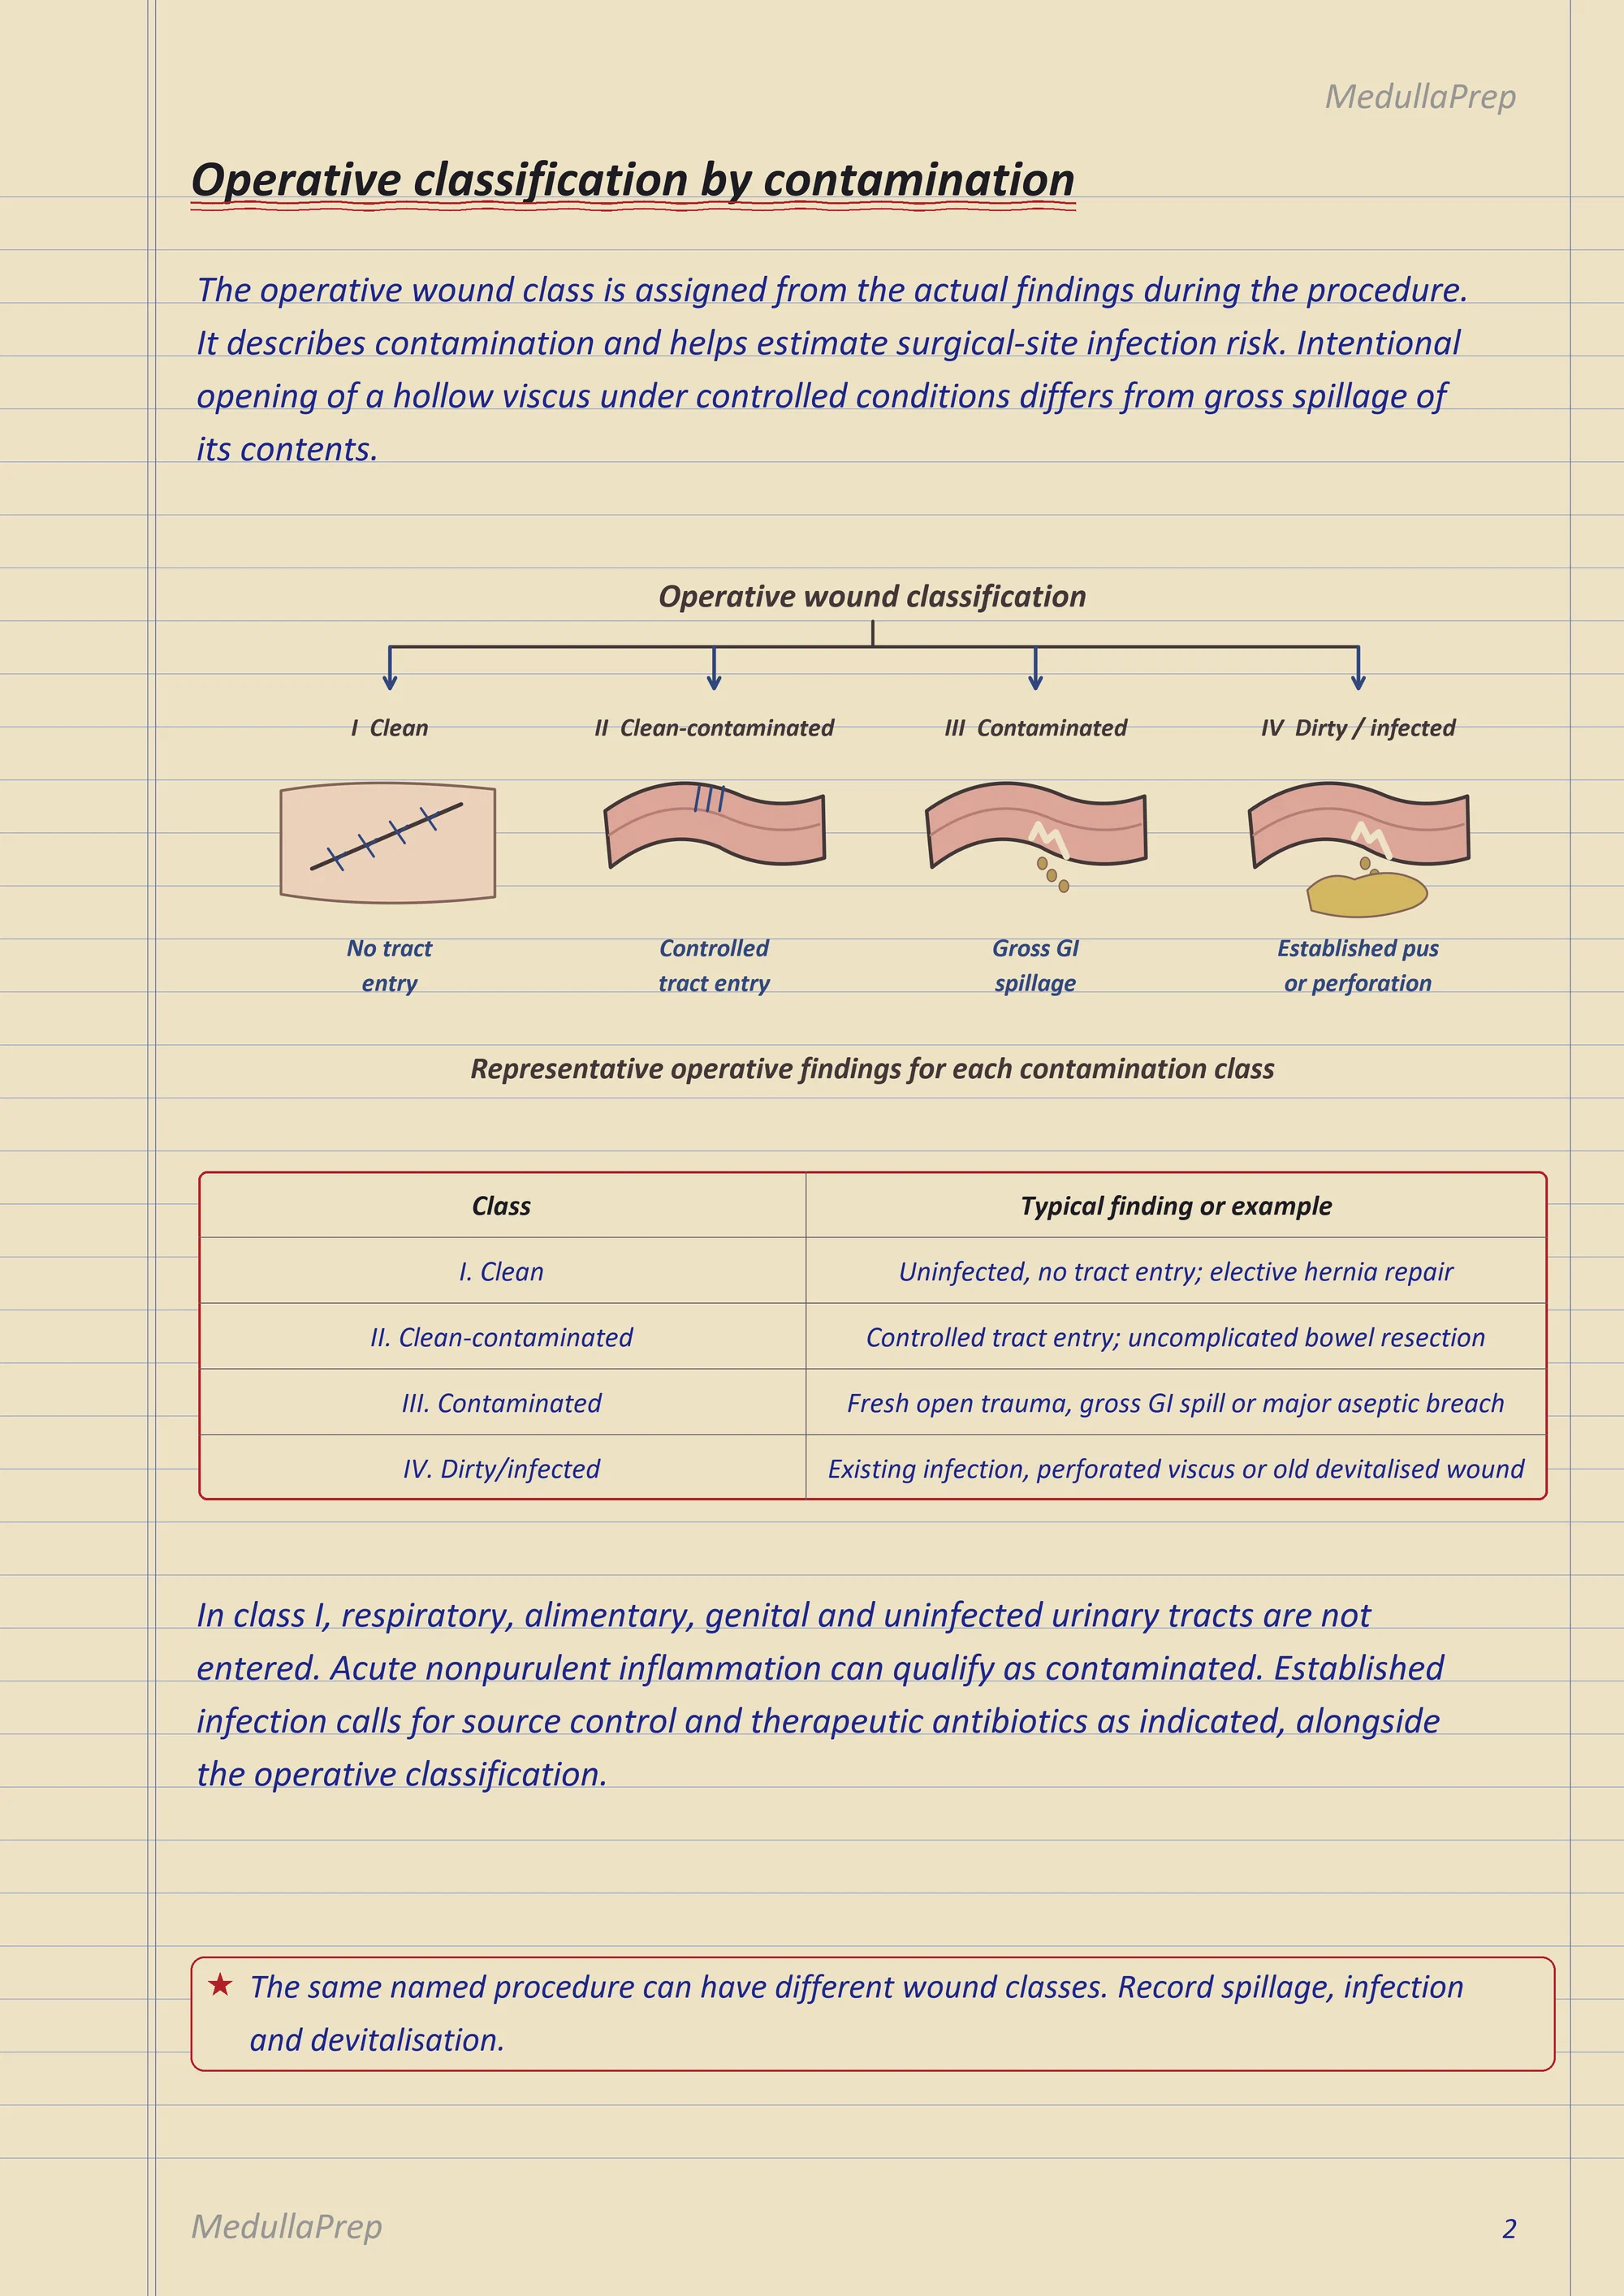 MedullaPrep
Operative classification by contamination
The operative wound class is assigned from the actual findings during the procedure.
It describes contamination and helps estimate surgical-site infection risk. Intentional
opening of a hollow viscus under controlled conditions differs from gross spillage of
its contents.
Operative wound classification
I Clean
II Clean-contaminated
III Contaminated
IV Dirty / infected
No tract
entry
Controlled
tract entry
Gross GI
spillage
Established pus
or perforation
Representative operative findings for each contamination class
Class Typical finding or example
I. Clean Uninfected, no tract entry; elective hernia repair
II. Clean-contaminated Controlled tract entry; uncomplicated bowel resection
III. Contaminated Fresh open trauma, gross GI spill or major aseptic breach
IV. Dirty/infected Existing infection, perforated viscus or old devitalised wound
In class I, respiratory, alimentary, genital and uninfected urinary tracts are not
entered. Acute nonpurulent inflammation can qualify as contaminated. Established
infection calls for source control and therapeutic antibiotics as indicated, alongside
the operative classification.
★ The same named procedure can have different wound classes. Record spillage, infection
and devitalisation.
MedullaPrep
2